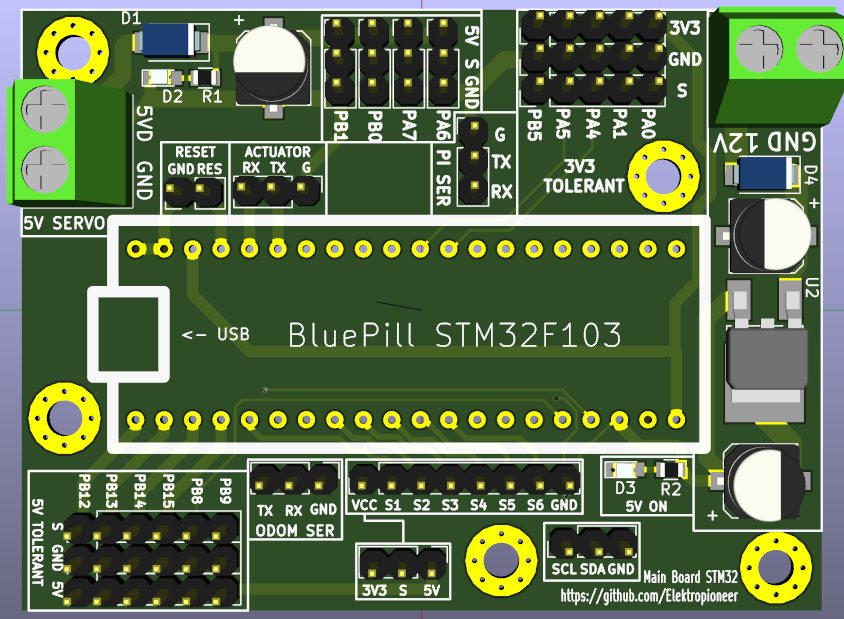 D1
+
D2 R1
5VD
GND
5V SERVO
5V S GND
PB1 PB0 PA7 PA6
3V3
GND
S
PB5 PA5 PA4 PA1 PA0
GND 12V
RESET
GND RES
ACTUATOR
RX TX G
PI SER
G
TX
RX
3V3
TOLERANT
D4
+
U2
<- USB
BluePill STM32F103
PB12 PB13 PB14 PB15 PB8 PB9
5V TOLERANT
S GND 5V
TX RX GND
ODOM SER
VCC S1 S2 S3 S4 S5 S6 GND
3V3 S 5V
D3 R2
5V ON
+
SCL SDA GND
Main Board STM32
https://github.com/Elektropioneer